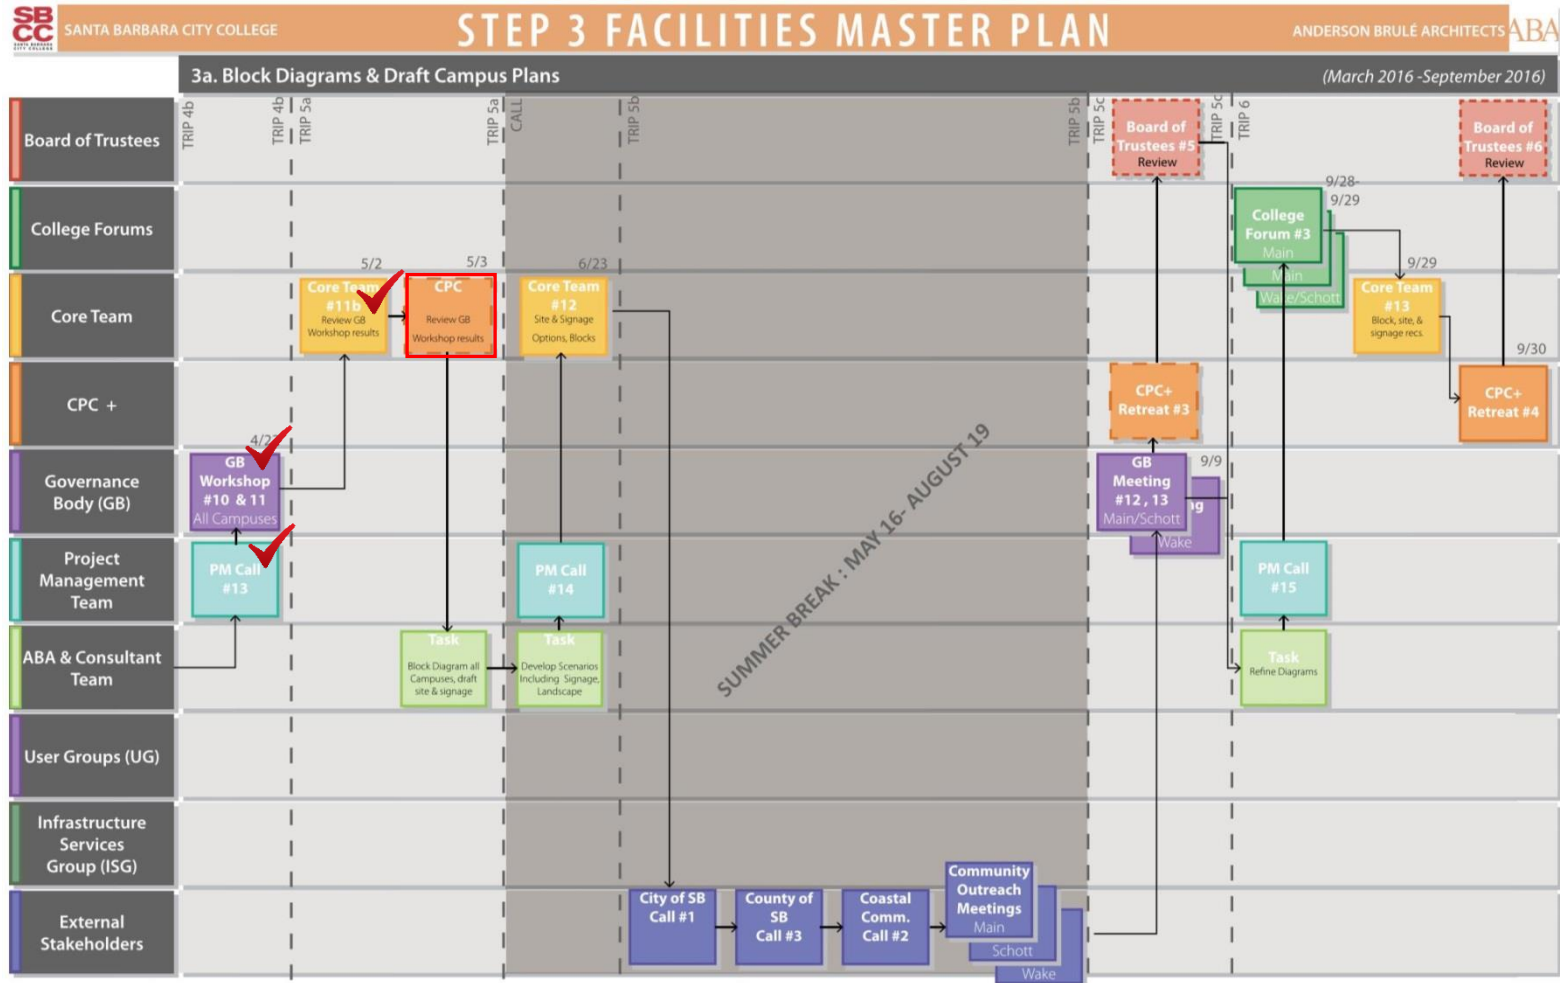 SB
CC
SANTA BARBARA
CITY COLLEGE
SANTA BARBARA CITY COLLEGE
STEP 3 FACILITIES MASTER PLAN
ANDERSON BRULÉ ARCHITECTS
ABA
3a. Block Diagrams & Draft Campus Plans
(March 2016 -September 2016)
TRIP 4b
TRIP 4b
TRIP 5a
TRIP 5a
CALL
TRIP 5b
TRIP 5b
TRIP 5c
TRIP 5c
TRIP 6
Board of Trustees
Board of
Trustees #5
Review
Board of
Trustees #6
Review
College Forums
College
Forum #3
Main
Main
Wake/Schott
9/28-
9/29
Core Team
5/2
Core Team
#11b
Review GB
Workshop results
5/3
CPC
Review GB
Workshop results
6/23
Core Team
#12
Site & Signage
Options, Blocks
9/29
Core Team
#13
Block, site, &
signage recs.
CPC +
CPC+
Retreat #3
9/30
CPC+
Retreat #4
Governance
Body (GB)
GB
Workshop
#10 & 11
All Campuses
GB
Meeting
#12 , 13
Main/Schott
9/9
Wake
Project
Management
Team
PM Call
#13
PM Call
#14
PM Call
#15
ABA & Consultant
Team
Task
Block Diagram all
Campuses, draft
site & signage
Task
Develop Scenarios
Including Signage,
Landscape
Task
Refine Diagrams
SUMMER BREAK : MAY 16- AUGUST 19
User Groups (UG)
Infrastructure
Services
Group (ISG)
External
Stakeholders
City of SB
Call #1
County of
SB
Call #3
Coastal
Comm.
Call #2
Community
Outreach
Meetings
Main
Schott
Wake